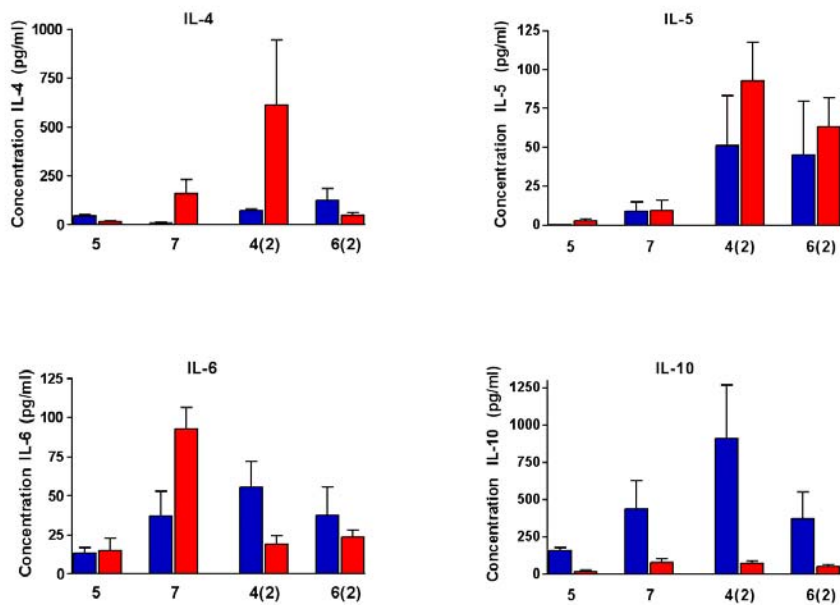 IL-4
Concentration IL-4 (pg/ml)
1000
750
500
250
0
5 7 4(2) 6(2)
IL-5
Concentration IL-5 (pg/ml)
125
100
75
50
25
0
5 7 4(2) 6(2)
IL-6
Concentration IL-6 (pg/ml)
125
100
75
50
25
0
5 7 4(2) 6(2)
IL-10
Concentration IL-10 (pg/ml)
1250
1000
750
500
250
0
5 7 4(2) 6(2)